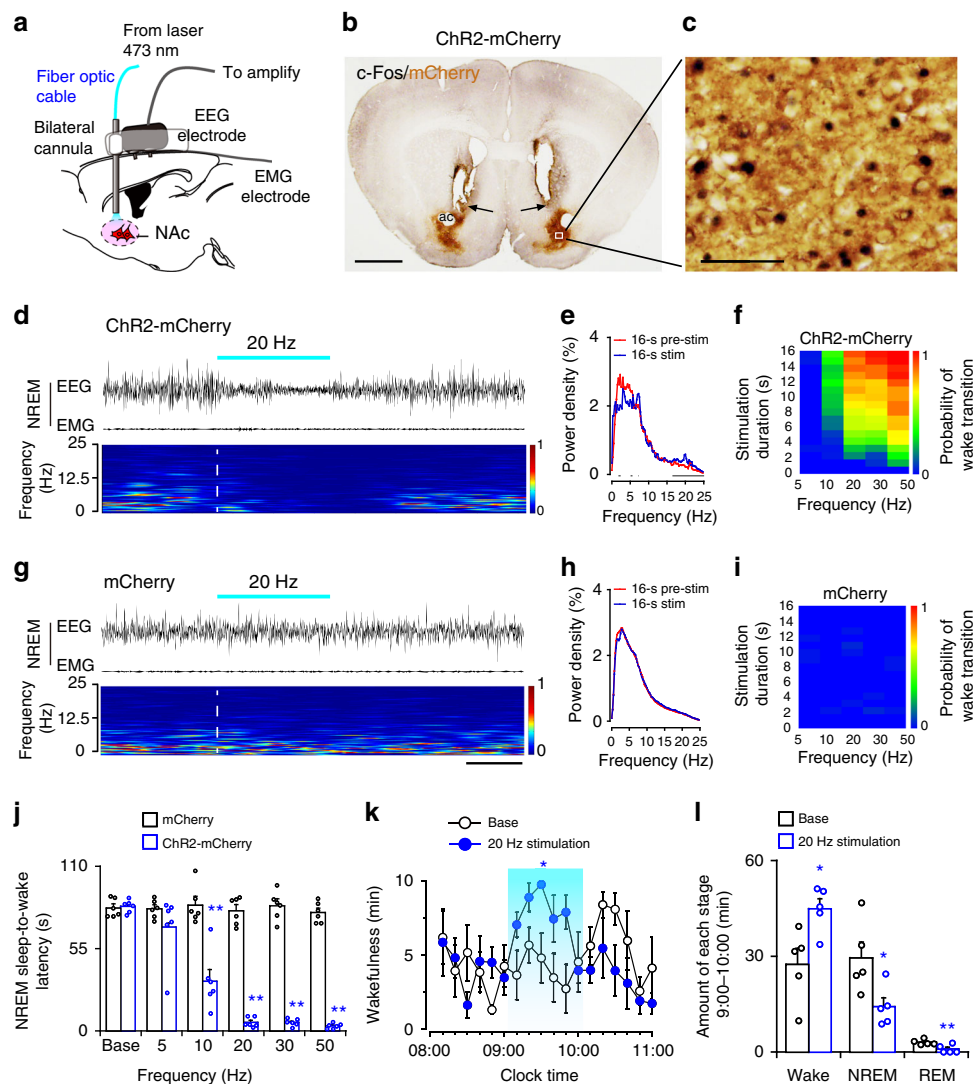 a
From laser
473 nm
Fiber optic
cable
To amplify
Bilateral
cannula
EEG
electrode
EMG
electrode
NAc
b
ChR2-mCherry
c-Fos/mCherry
ac
c
d
ChR2-mCherry
20 Hz
NREM
EEG
EMG
Frequency
(Hz)
25
12.5
0
1
0
e
Power density (%)
4
2
0
16-s pre-stim
16-s stim
0 5 10 15 20 25
Frequency (Hz)
f
ChR2-mCherry
Stimulation
duration (s)
16
14
12
10
8
6
4
2
0
5 10 20 30 50
Frequency (Hz)
1
0
Probability of
wake transition
g
mCherry
20 Hz
NREM
EEG
EMG
Frequency
(Hz)
25
12.5
0
1
0
h
Power density (%)
4
2
0
16-s pre-stim
16-s stim
0 5 10 15 20 25
Frequency (Hz)
i
mCherry
Stimulation
duration (s)
16
14
12
10
8
6
4
2
0
5 10 20 30 50
Frequency (Hz)
1
0
Probability of
wake transition
j
mCherry
ChR2-mCherry
NREM sleep-to-wake
latency (s)
110
55
0
**
**
**
**
Base 5 10 20 30 50
Frequency (Hz)
k
Base
20 Hz stimulation
*
Wakefulness (min)
10
5
0
08:00 09:00 10:00 11:00
Clock time
l
Base
20 Hz stimulation
Amount of each stage
9:00–10:00 (min)
60
30
0
*
*
**
Wake NREM REM